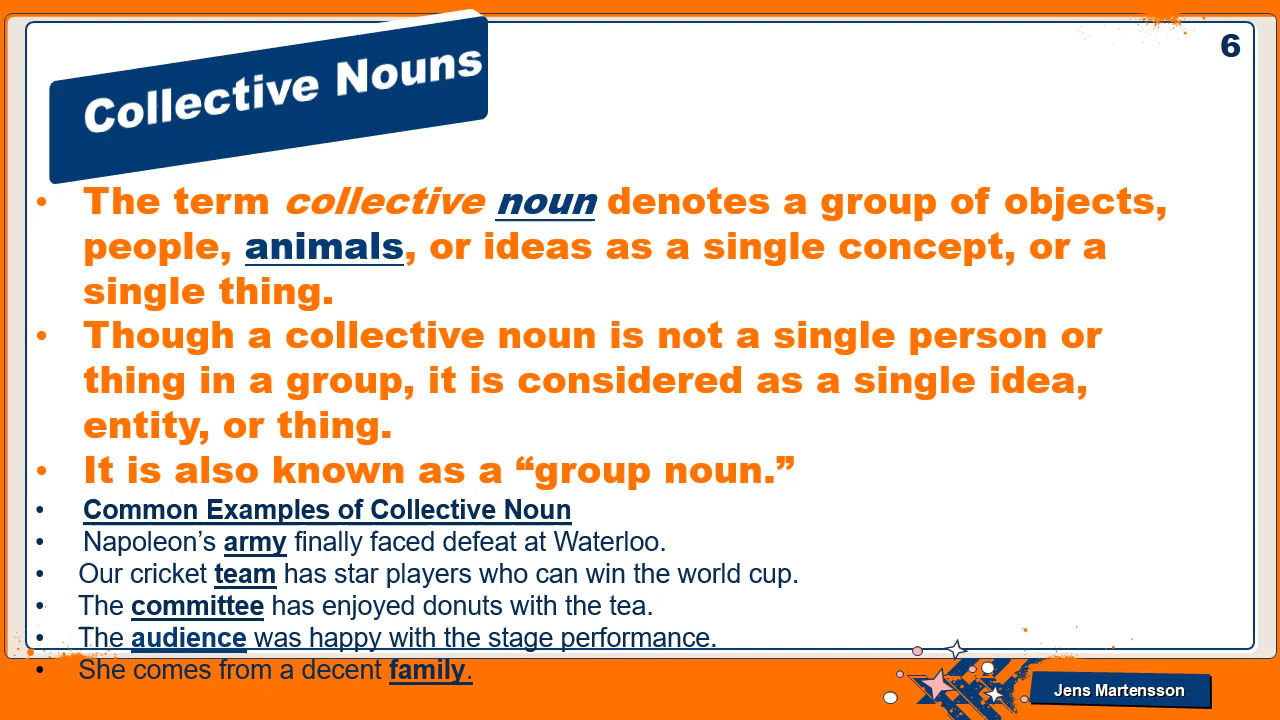 6
Collective Nouns
• The term collective noun denotes a group of objects,
people, animals, or ideas as a single concept, or a
single thing.
• Though a collective noun is not a single person or
thing in a group, it is considered as a single idea,
entity, or thing.
• It is also known as a “group noun.”
• Common Examples of Collective Noun
• Napoleon’s army finally faced defeat at Waterloo.
• Our cricket team has star players who can win the world cup.
• The committee has enjoyed donuts with the tea.
• The audience was happy with the stage performance.
• She comes from a decent family.
Jens Martensson